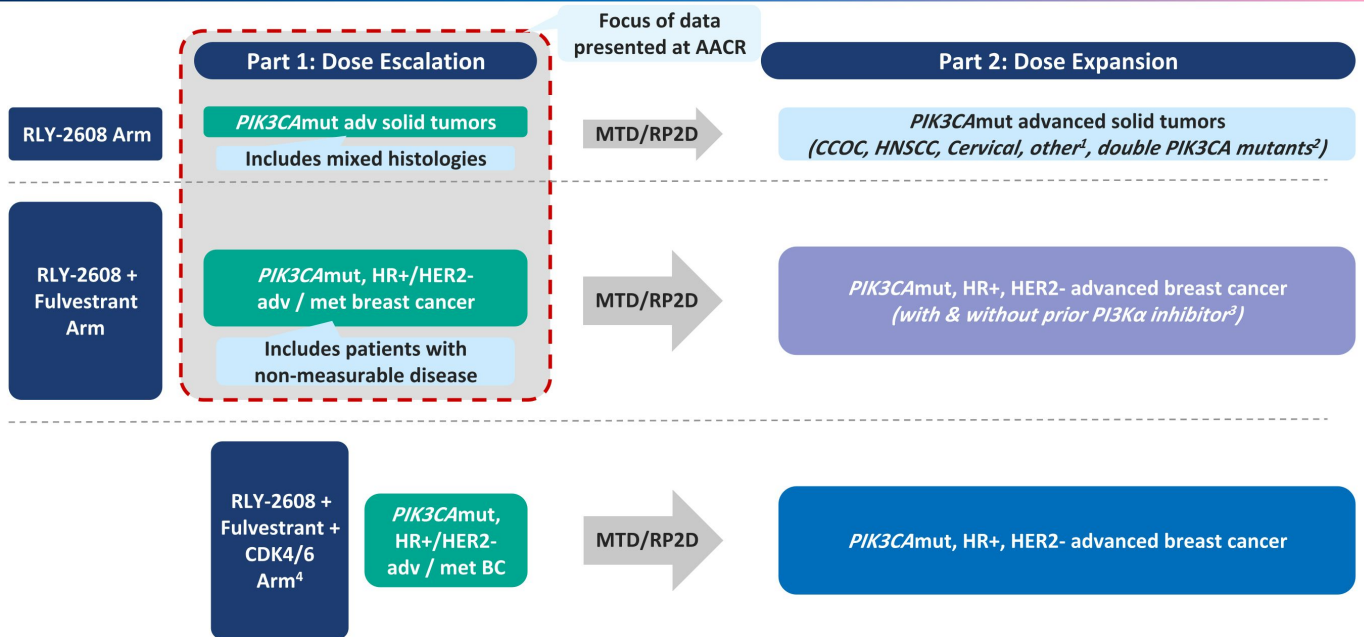 Focus of data
presented at AACR
Part 1: Dose Escalation
Part 2: Dose Expansion
RLY-2608 Arm
PIK3CAmut adv solid tumors
Includes mixed histologies
MTD/RP2D
PIK3CAmut advanced solid tumors
(CCOC, HNSCC, Cervical, other¹, double PIK3CA mutants²)
RLY-2608 +
Fulvestrant
Arm
PIK3CAmut, HR+/HER2-
adv / met breast cancer
Includes patients with
non-measurable disease
MTD/RP2D
PIK3CAmut, HR+, HER2- advanced breast cancer
(with & without prior PI3Kα inhibitor³)
RLY-2608 +
Fulvestrant +
CDK4/6
Arm⁴
PIK3CAmut,
HR+/HER2-
adv / met BC
MTD/RP2D
PIK3CAmut, HR+, HER2- advanced breast cancer